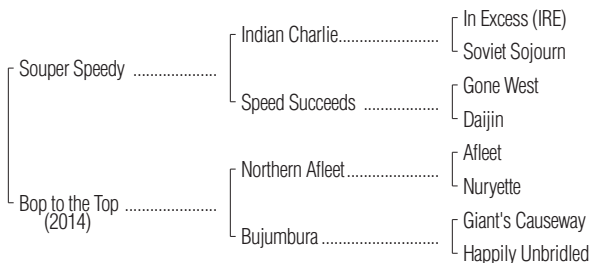 In Excess (IRE)
Indian Charlie........................
Soviet Sojourn
Souper Speedy ....................
Gone West
Speed Succeeds ..................
Daijin
Afleet
Northern Afleet......................
Nuryette
Bop to the Top ......................
(2014)
Giant's Causeway
Bujumbura ............................
Happily Unbridled